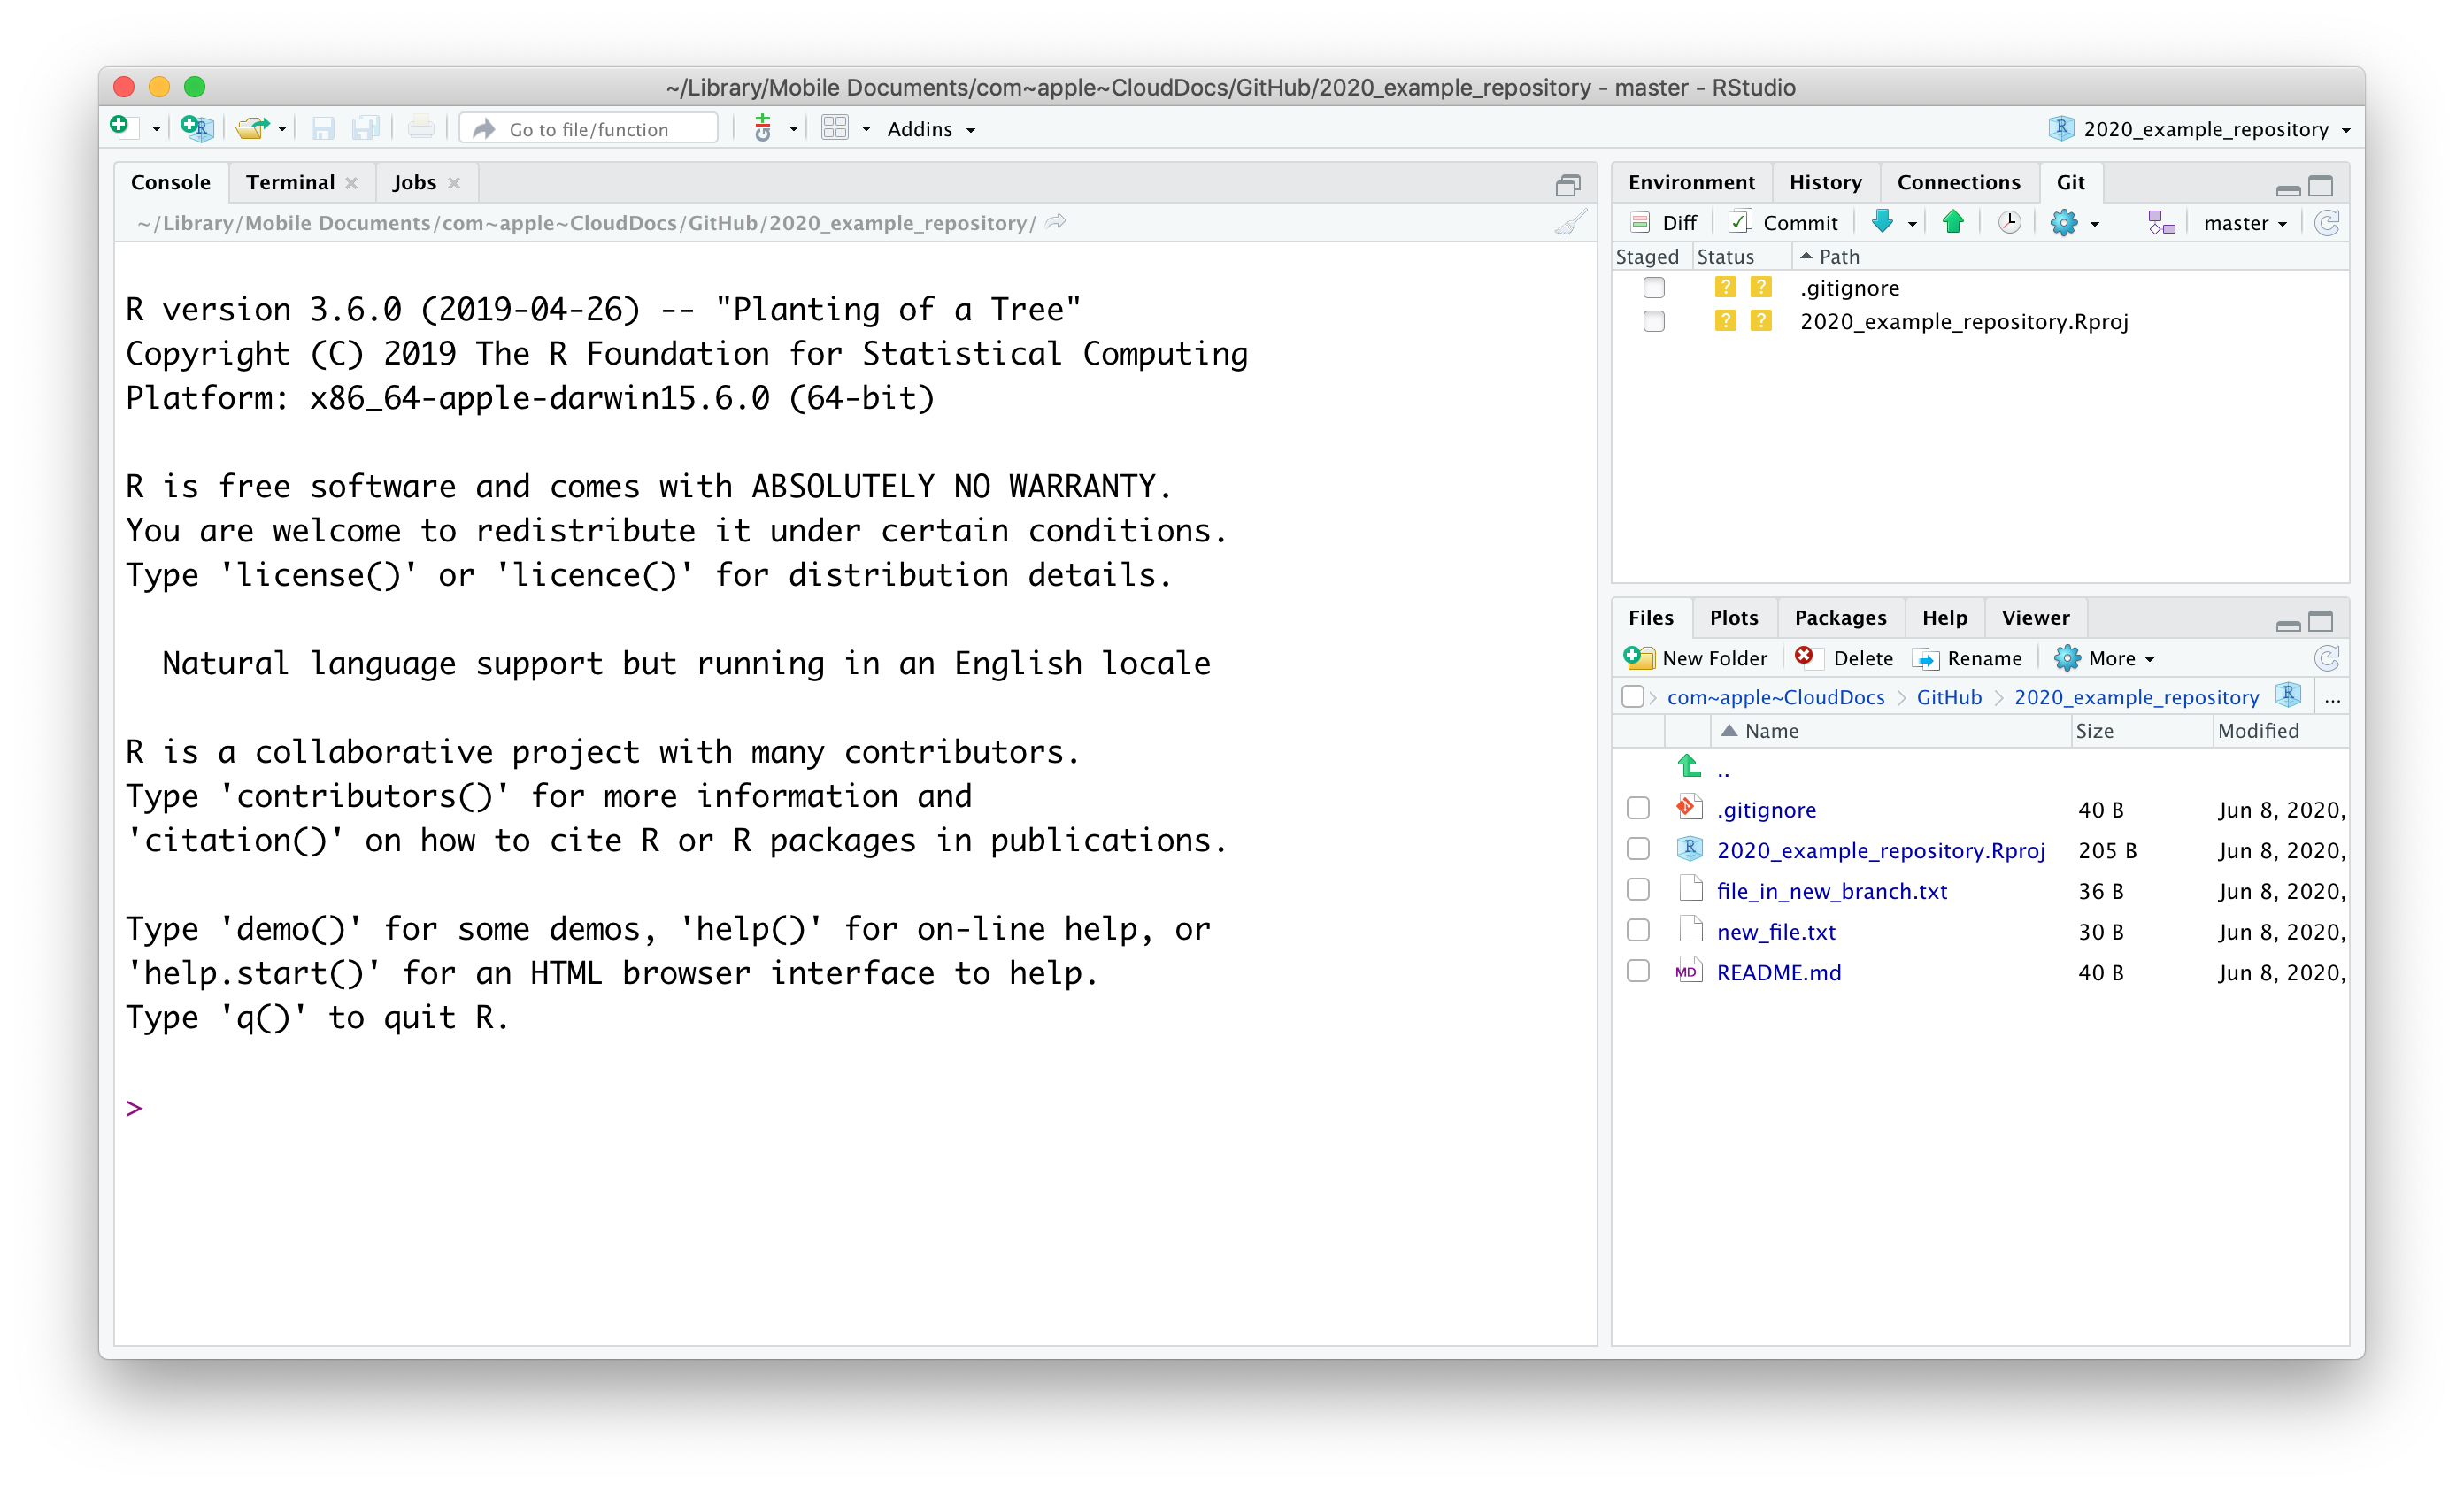 ~/Library/Mobile Documents/com~apple~CloudDocs/GitHub/2020_example_repository - master - RStudio
Go to file/function Addins 2020_example_repository
Console Terminal Jobs
~/Library/Mobile Documents/com~apple~CloudDocs/GitHub/2020_example_repository/
R version 3.6.0 (2019-04-26) -- "Planting of a Tree"
Copyright (C) 2019 The R Foundation for Statistical Computing
Platform: x86_64-apple-darwin15.6.0 (64-bit)
R is free software and comes with ABSOLUTELY NO WARRANTY.
You are welcome to redistribute it under certain conditions.
Type 'license()' or 'licence()' for distribution details.
Natural language support but running in an English locale
R is a collaborative project with many contributors.
Type 'contributors()' for more information and
'citation()' on how to cite R or R packages in publications.
Type 'demo()' for some demos, 'help()' for on-line help, or
'help.start()' for an HTML browser interface to help.
Type 'q()' to quit R.
>
Environment History Connections Git
Diff Commit master
Staged Status Path
? ? .gitignore
? ? 2020_example_repository.Rproj
Files Plots Packages Help Viewer
New Folder Delete Rename More
com~apple~CloudDocs GitHub 2020_example_repository ...
Name Size Modified
..
.gitignore 40 B Jun 8, 2020,
2020_example_repository.Rproj 205 B Jun 8, 2020,
file_in_new_branch.txt 36 B Jun 8, 2020,
new_file.txt 30 B Jun 8, 2020,
MD README.md 40 B Jun 8, 2020,